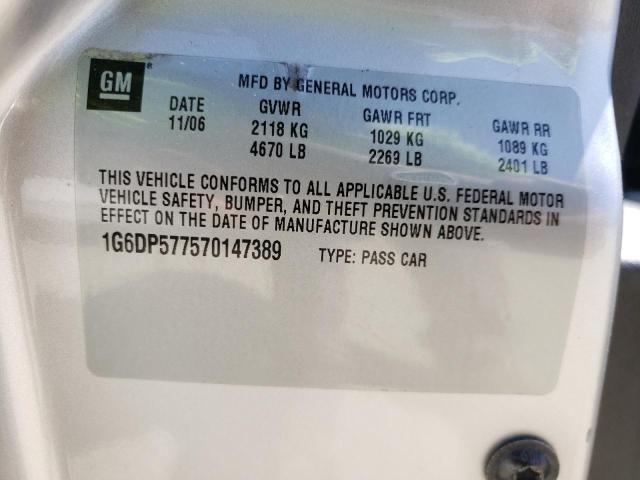 GM
MFD BY GENERAL MOTORS CORP.
DATE GVWR GAWR FRT GAWR RR
11/06 2118 KG 1029 KG 1089 KG
4670 LB 2269 LB 2401 LB
THIS VEHICLE CONFORMS TO ALL APPLICABLE U.S. FEDERAL MOTOR
VEHICLE SAFETY, BUMPER, AND THEFT PREVENTION STANDARDS IN
EFFECT ON THE DATE OF MANUFACTURE SHOWN ABOVE.
1G6DP577570147389 TYPE: PASS CAR
GM